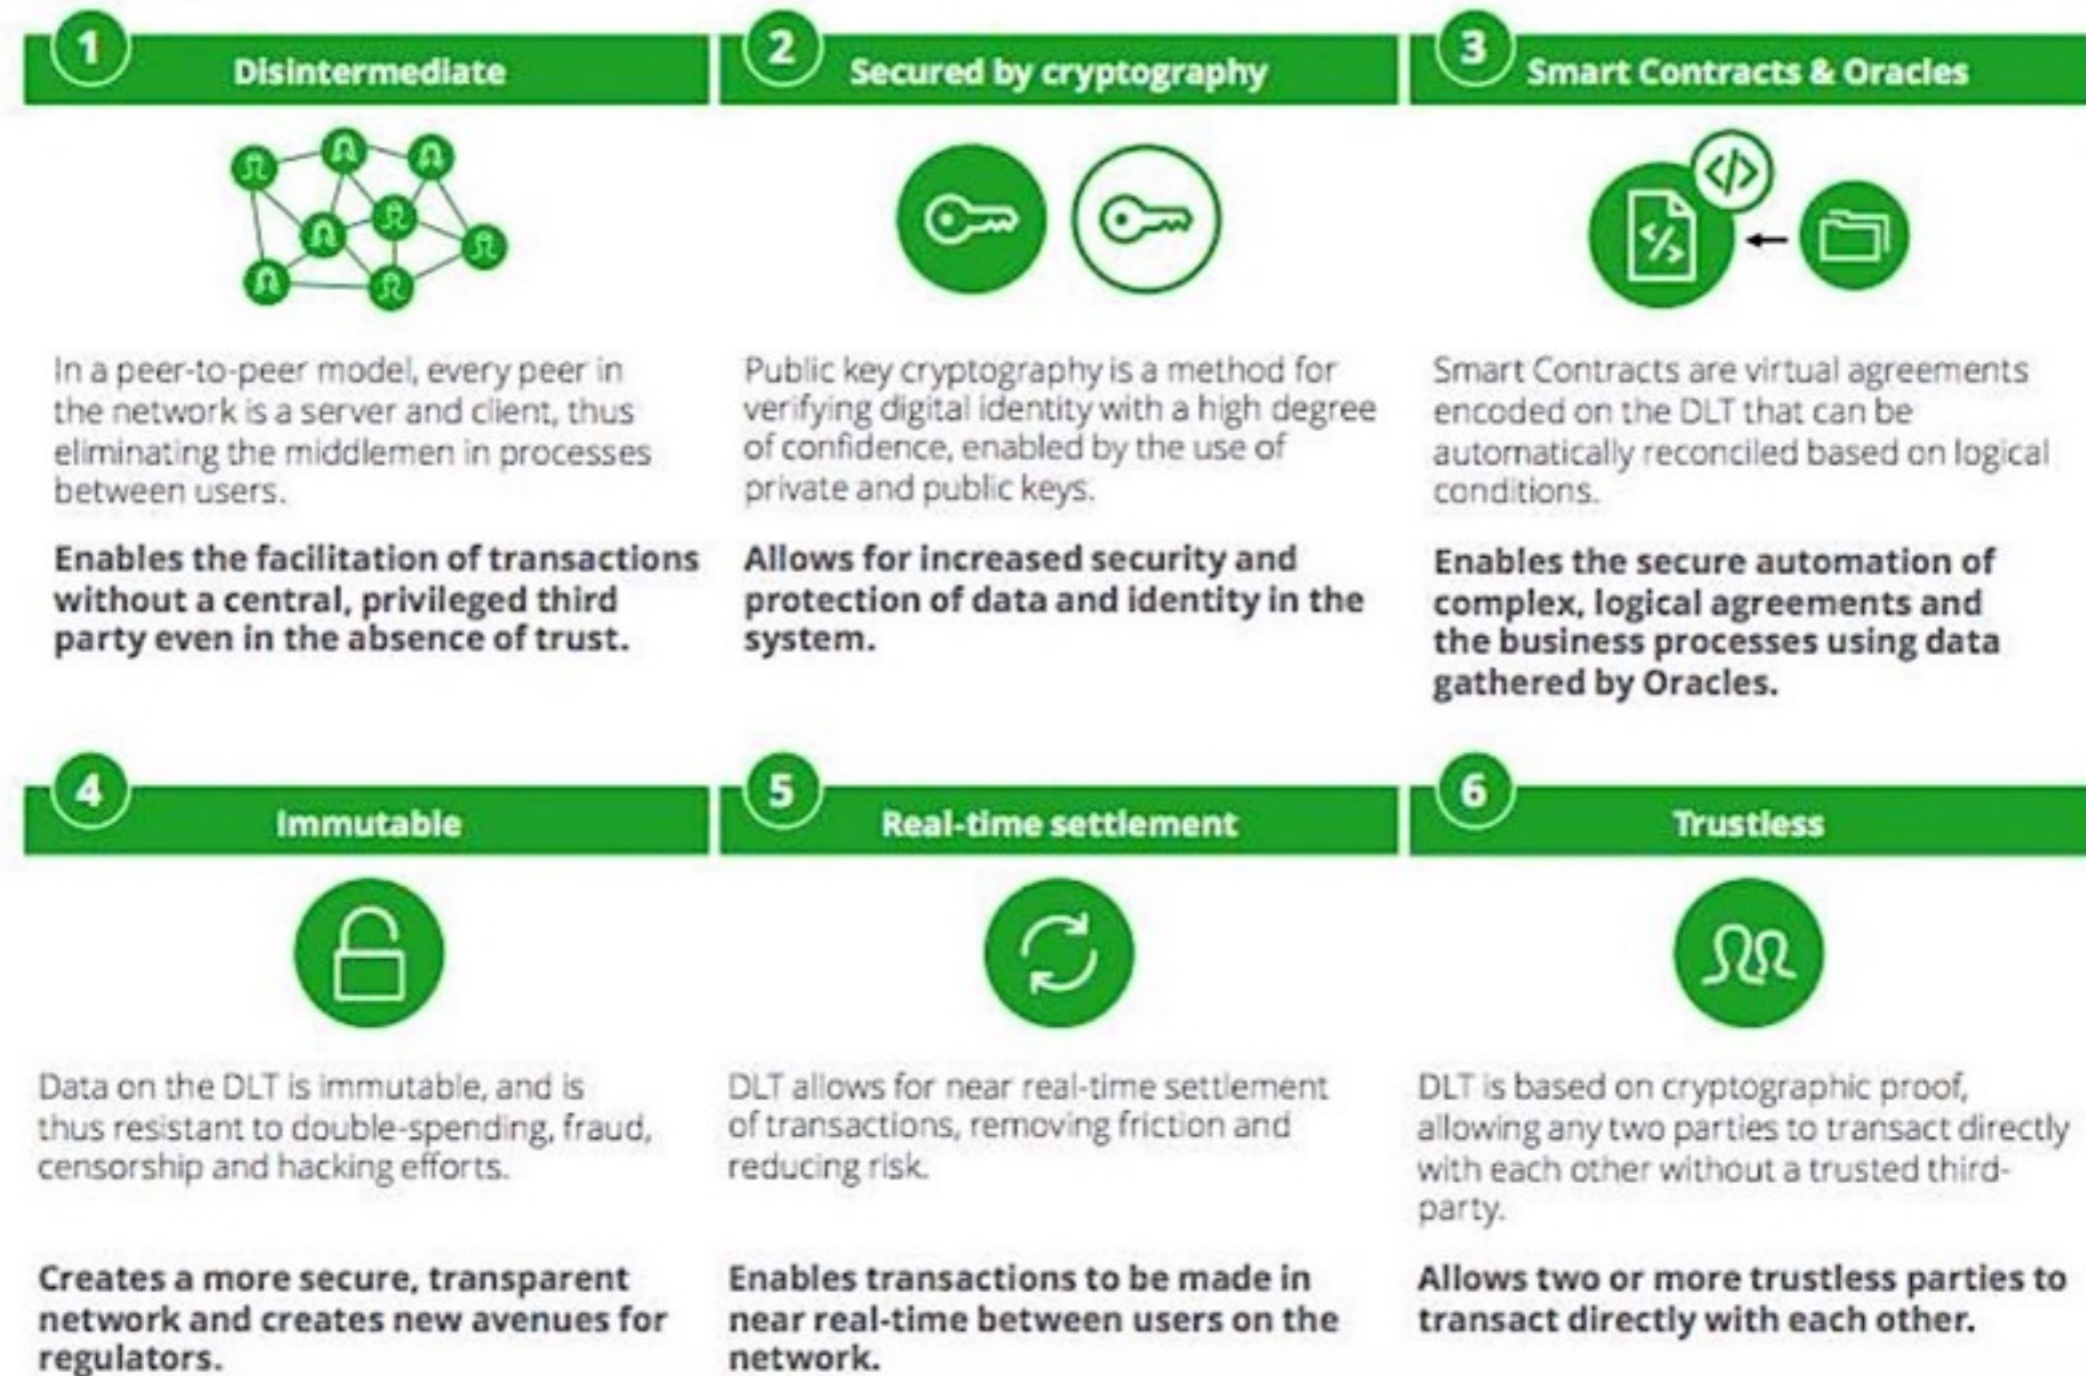 1
Disintermediate
In a peer-to-peer model, every peer in
the network is a server and client, thus
eliminating the middlemen in processes
between users.
Enables the facilitation of transactions
without a central, privileged third
party even in the absence of trust.
2
Secured by cryptography
Public key cryptography is a method for
verifying digital identity with a high degree
of confidence, enabled by the use of
private and public keys.
Allows for increased security and
protection of data and identity in the
system.
3
Smart Contracts & Oracles
</>
</>
Smart Contracts are virtual agreements
encoded on the DLT that can be
automatically reconciled based on logical
conditions.
Enables the secure automation of
complex, logical agreements and
the business processes using data
gathered by Oracles.
4
Immutable
Data on the DLT is immutable, and is
thus resistant to double-spending, fraud,
censorship and hacking efforts.
Creates a more secure, transparent
network and creates new avenues for
regulators.
5
Real-time settlement
DLT allows for near real-time settlement
of transactions, removing friction and
reducing risk.
Enables transactions to be made in
near real-time between users on the
network.
6
Trustless
DLT is based on cryptographic proof,
allowing any two parties to transact directly
with each other without a trusted third-
party.
Allows two or more trustless parties to
transact directly with each other.